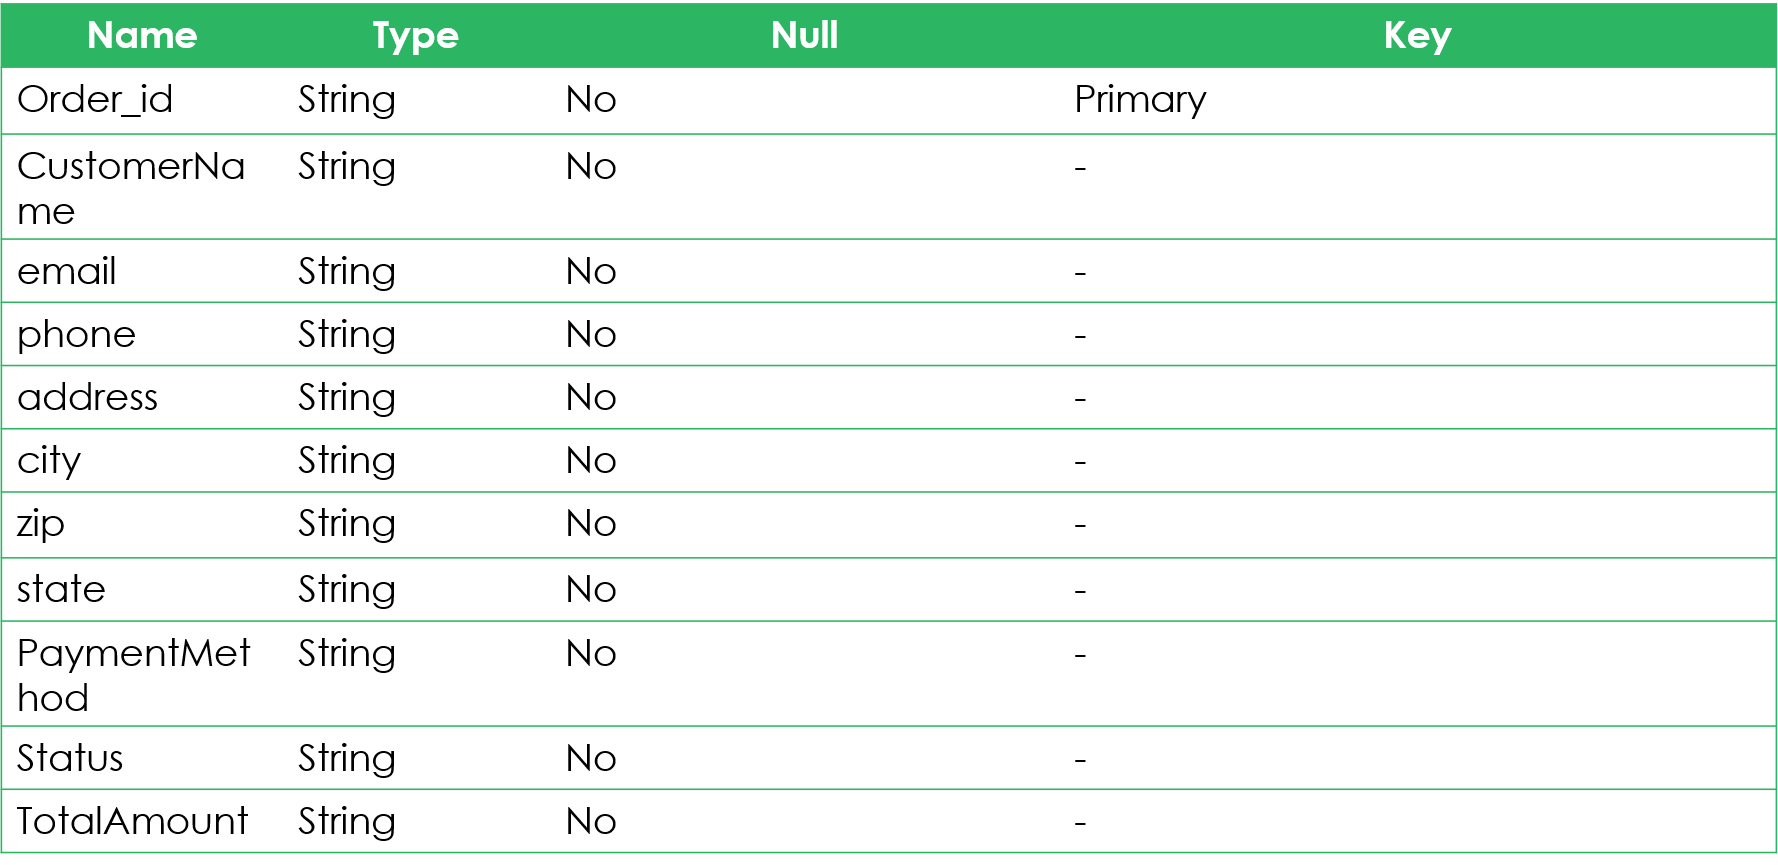 Name Type Null Key
Order_id String No Primary
CustomerNa String No -
me
email String No -
phone String No -
address String No -
city String No -
zip String No -
state String No -
PaymentMet String No -
hod
Status String No -
TotalAmount String No -